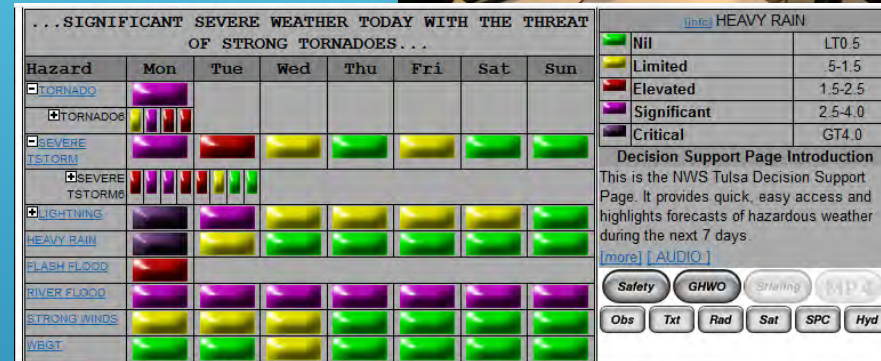 ...SIGNIFICANT SEVERE WEATHER TODAY WITH THE THREAT
OF STRONG TORNADOES...
Hazard Mon Tue Wed Thu Fri Sat Sun
TORNADO
TORNADO6
SEVERE
TSTORM
SEVERE
TSTORM6
LIGHTNING
HEAVY RAIN
FLASH FLOOD
RIVER FLOOD
STRONG WINDS
WBGT
[info] HEAVY RAIN
Nil LT0.5
Limited .5-1.5
Elevated 1.5-2.5
Significant 2.5-4.0
Critical GT4.0
Decision Support Page Introduction
This is the NWS Tulsa Decision Support
Page. It provides quick, easy access and
highlights forecasts of hazardous weather
during the next 7 days.
[more] [ AUDIO ]
Safety GHWO Briefing MP4
Obs Txt Rad Sat SPC Hyd